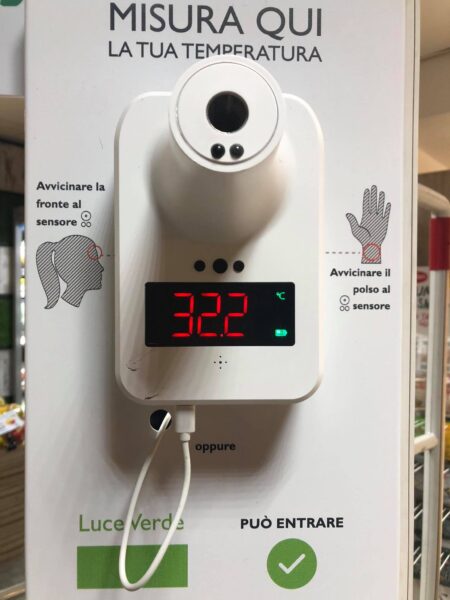 MISURA QUI
LA TUA TEMPERATURA
Avvicinare la
fronte al
sensore
Avvicinare il
polso al
sensore
32.2 °C
oppure
Luce Verde
PUÒ ENTRARE